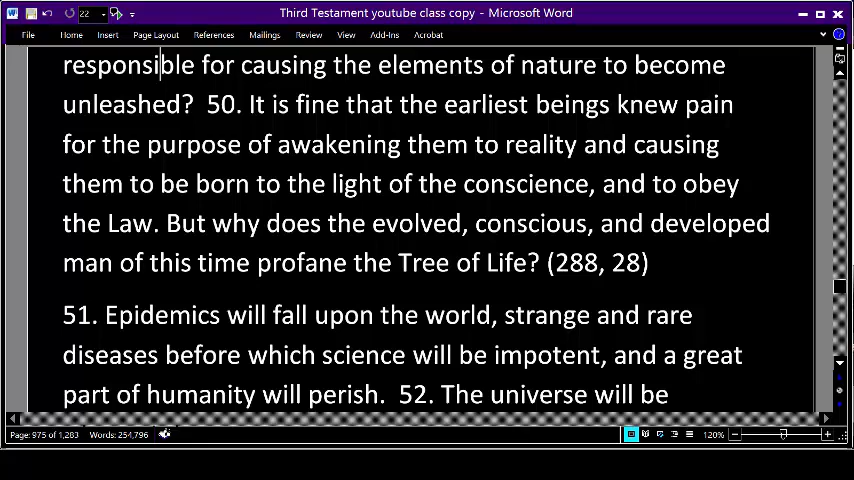 22
Third Testament youtube class copy - Microsoft Word
File Home Insert Page Layout References Mailings Review View Add-Ins Acrobat
responsible for causing the elements of nature to become
unleashed?  50. It is fine that the earliest beings knew pain
for the purpose of awakening them to reality and causing
them to be born to the light of the conscience, and to obey
the Law. But why does the evolved, conscious, and developed
man of this time profane the Tree of Life? (288, 28)
51. Epidemics will fall upon the world, strange and rare
diseases before which science will be impotent, and a great
part of humanity will perish.  52. The universe will be
Page: 975 of 1,283 Words: 254,796 120%